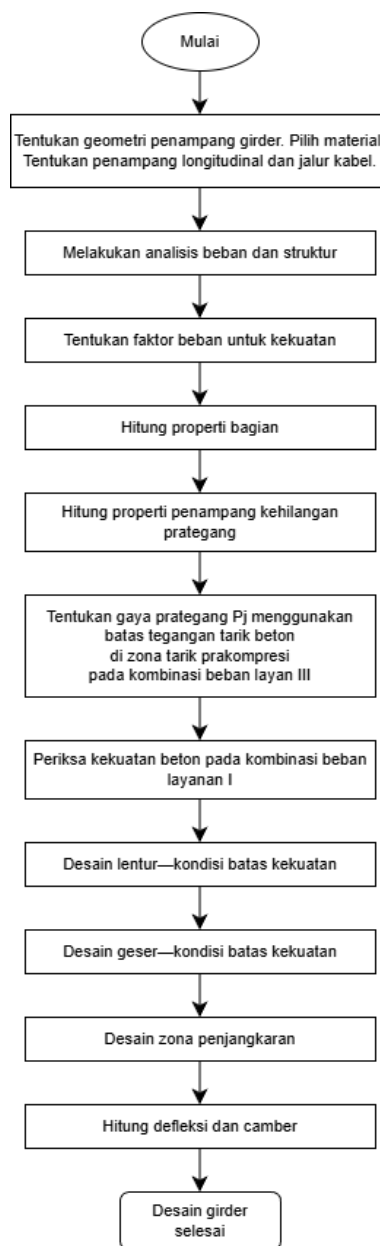 Mulai
Tentukan geometri penampang girder. Pilih material.
Tentukan penampang longitudinal dan jalur kabel.
Melakukan analisis beban dan struktur
Tentukan faktor beban untuk kekuatan
Hitung properti bagian
Hitung properti penampang kehilangan
prategang
Tentukan gaya prategang Pj menggunakan
batas tegangan tarik beton
di zona tarik prakompresi
pada kombinasi beban layan III
Periksa kekuatan beton pada kombinasi beban
layanan I
Desain lentur—kondisi batas kekuatan
Desain geser—kondisi batas kekuatan
Desain zona penjangkaran
Hitung defleksi dan camber
Desain girder
selesai